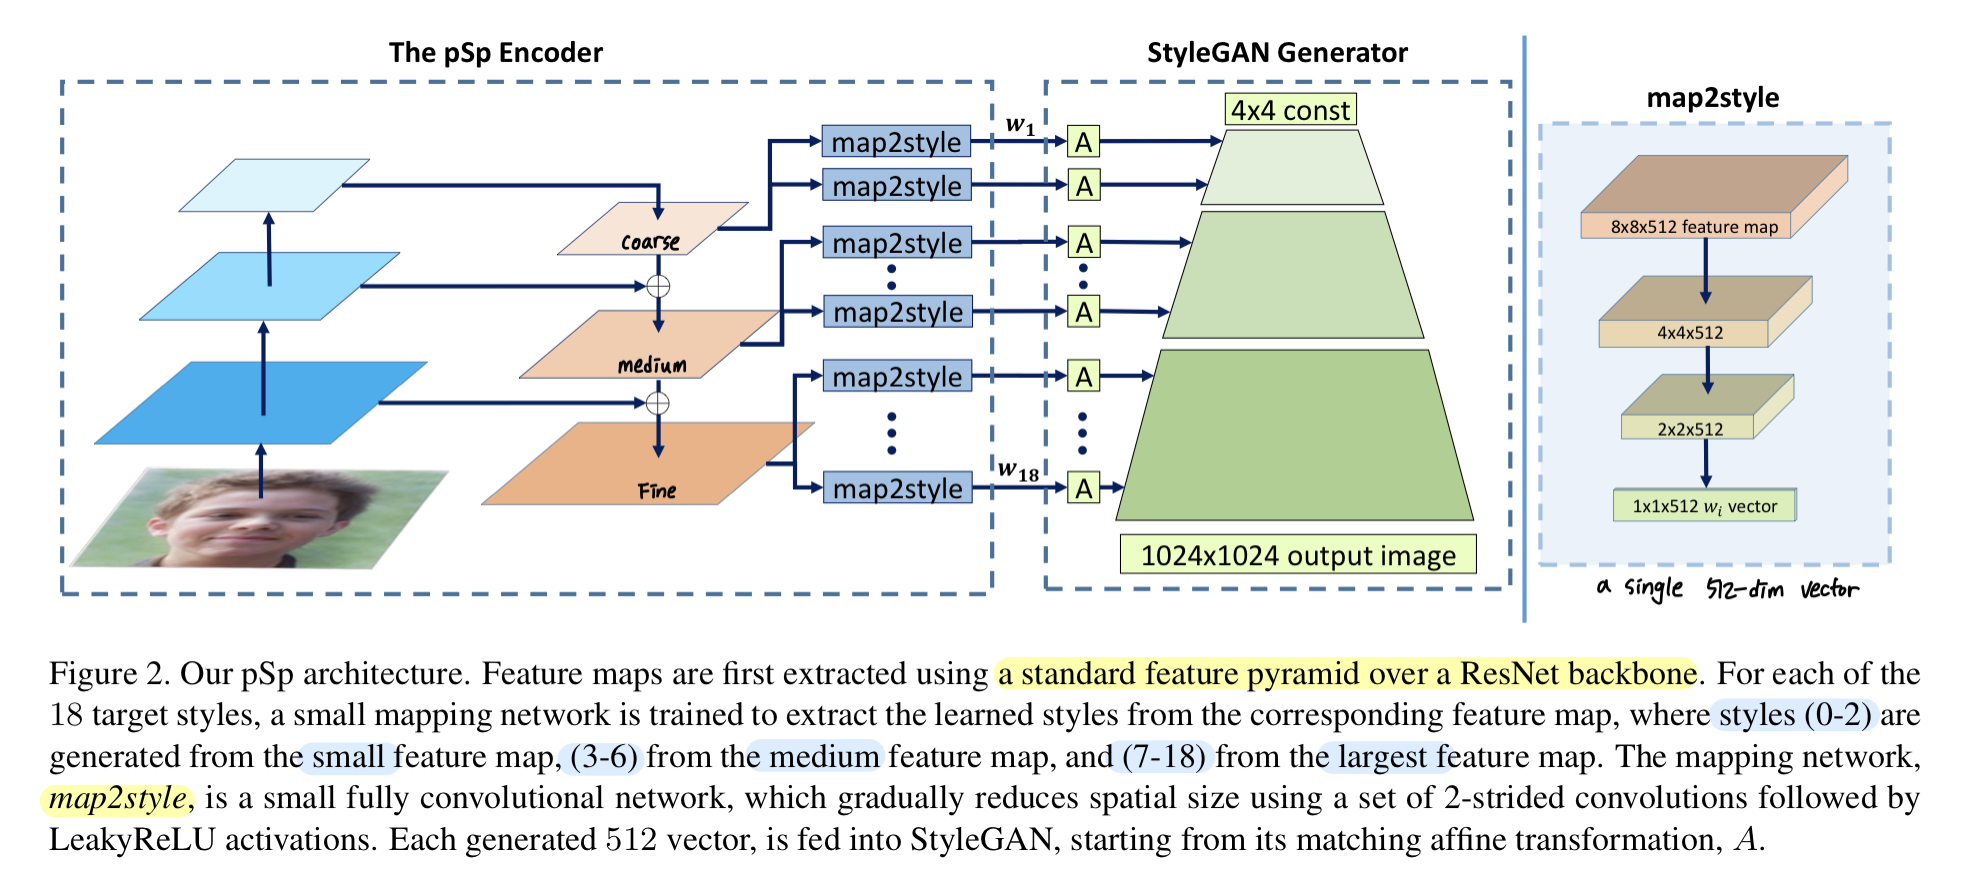 The pSp Encoder
StyleGAN Generator
map2style
4x4 const
map2style
w1
A
map2style
A
coarse
map2style
A
map2style
A
medium
map2style
A
Fine
map2style
w18
A
1024x1024 output image
8x8x512 feature map
4x4x512
2x2x512
1x1x512 wi vector
a single 512-dim vector
Figure 2. Our pSp architecture. Feature maps are first extracted using a standard feature pyramid over a ResNet backbone. For each of the
18 target styles, a small mapping network is trained to extract the learned styles from the corresponding feature map, where styles (0-2) are
generated from the small feature map, (3-6) from the medium feature map, and (7-18) from the largest feature map. The mapping network,
map2style, is a small fully convolutional network, which gradually reduces spatial size using a set of 2-strided convolutions followed by
LeakyReLU activations. Each generated 512 vector, is fed into StyleGAN, starting from its matching affine transformation, A.